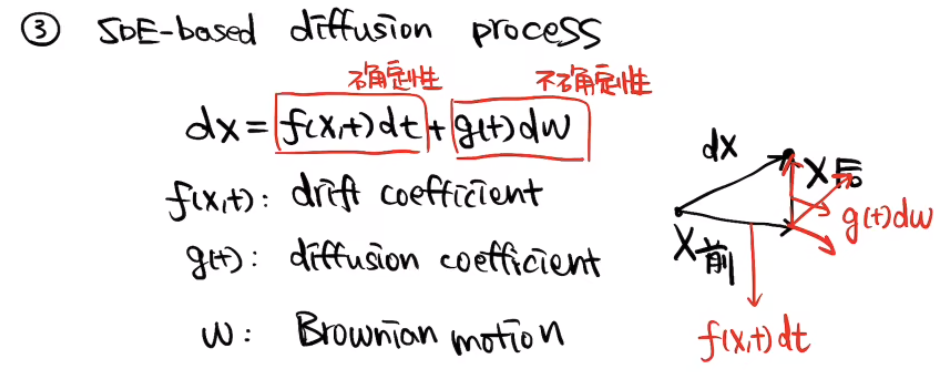 ③ SDE-based diffusion process
确定性 不确定性
dx = f(x,t)dt + g(t)dw
dx
X后
f(x,t): drift coefficient
g(t)dw
X前
g(t): diffusion coefficient
w: Brownian motion
f(x,t)dt